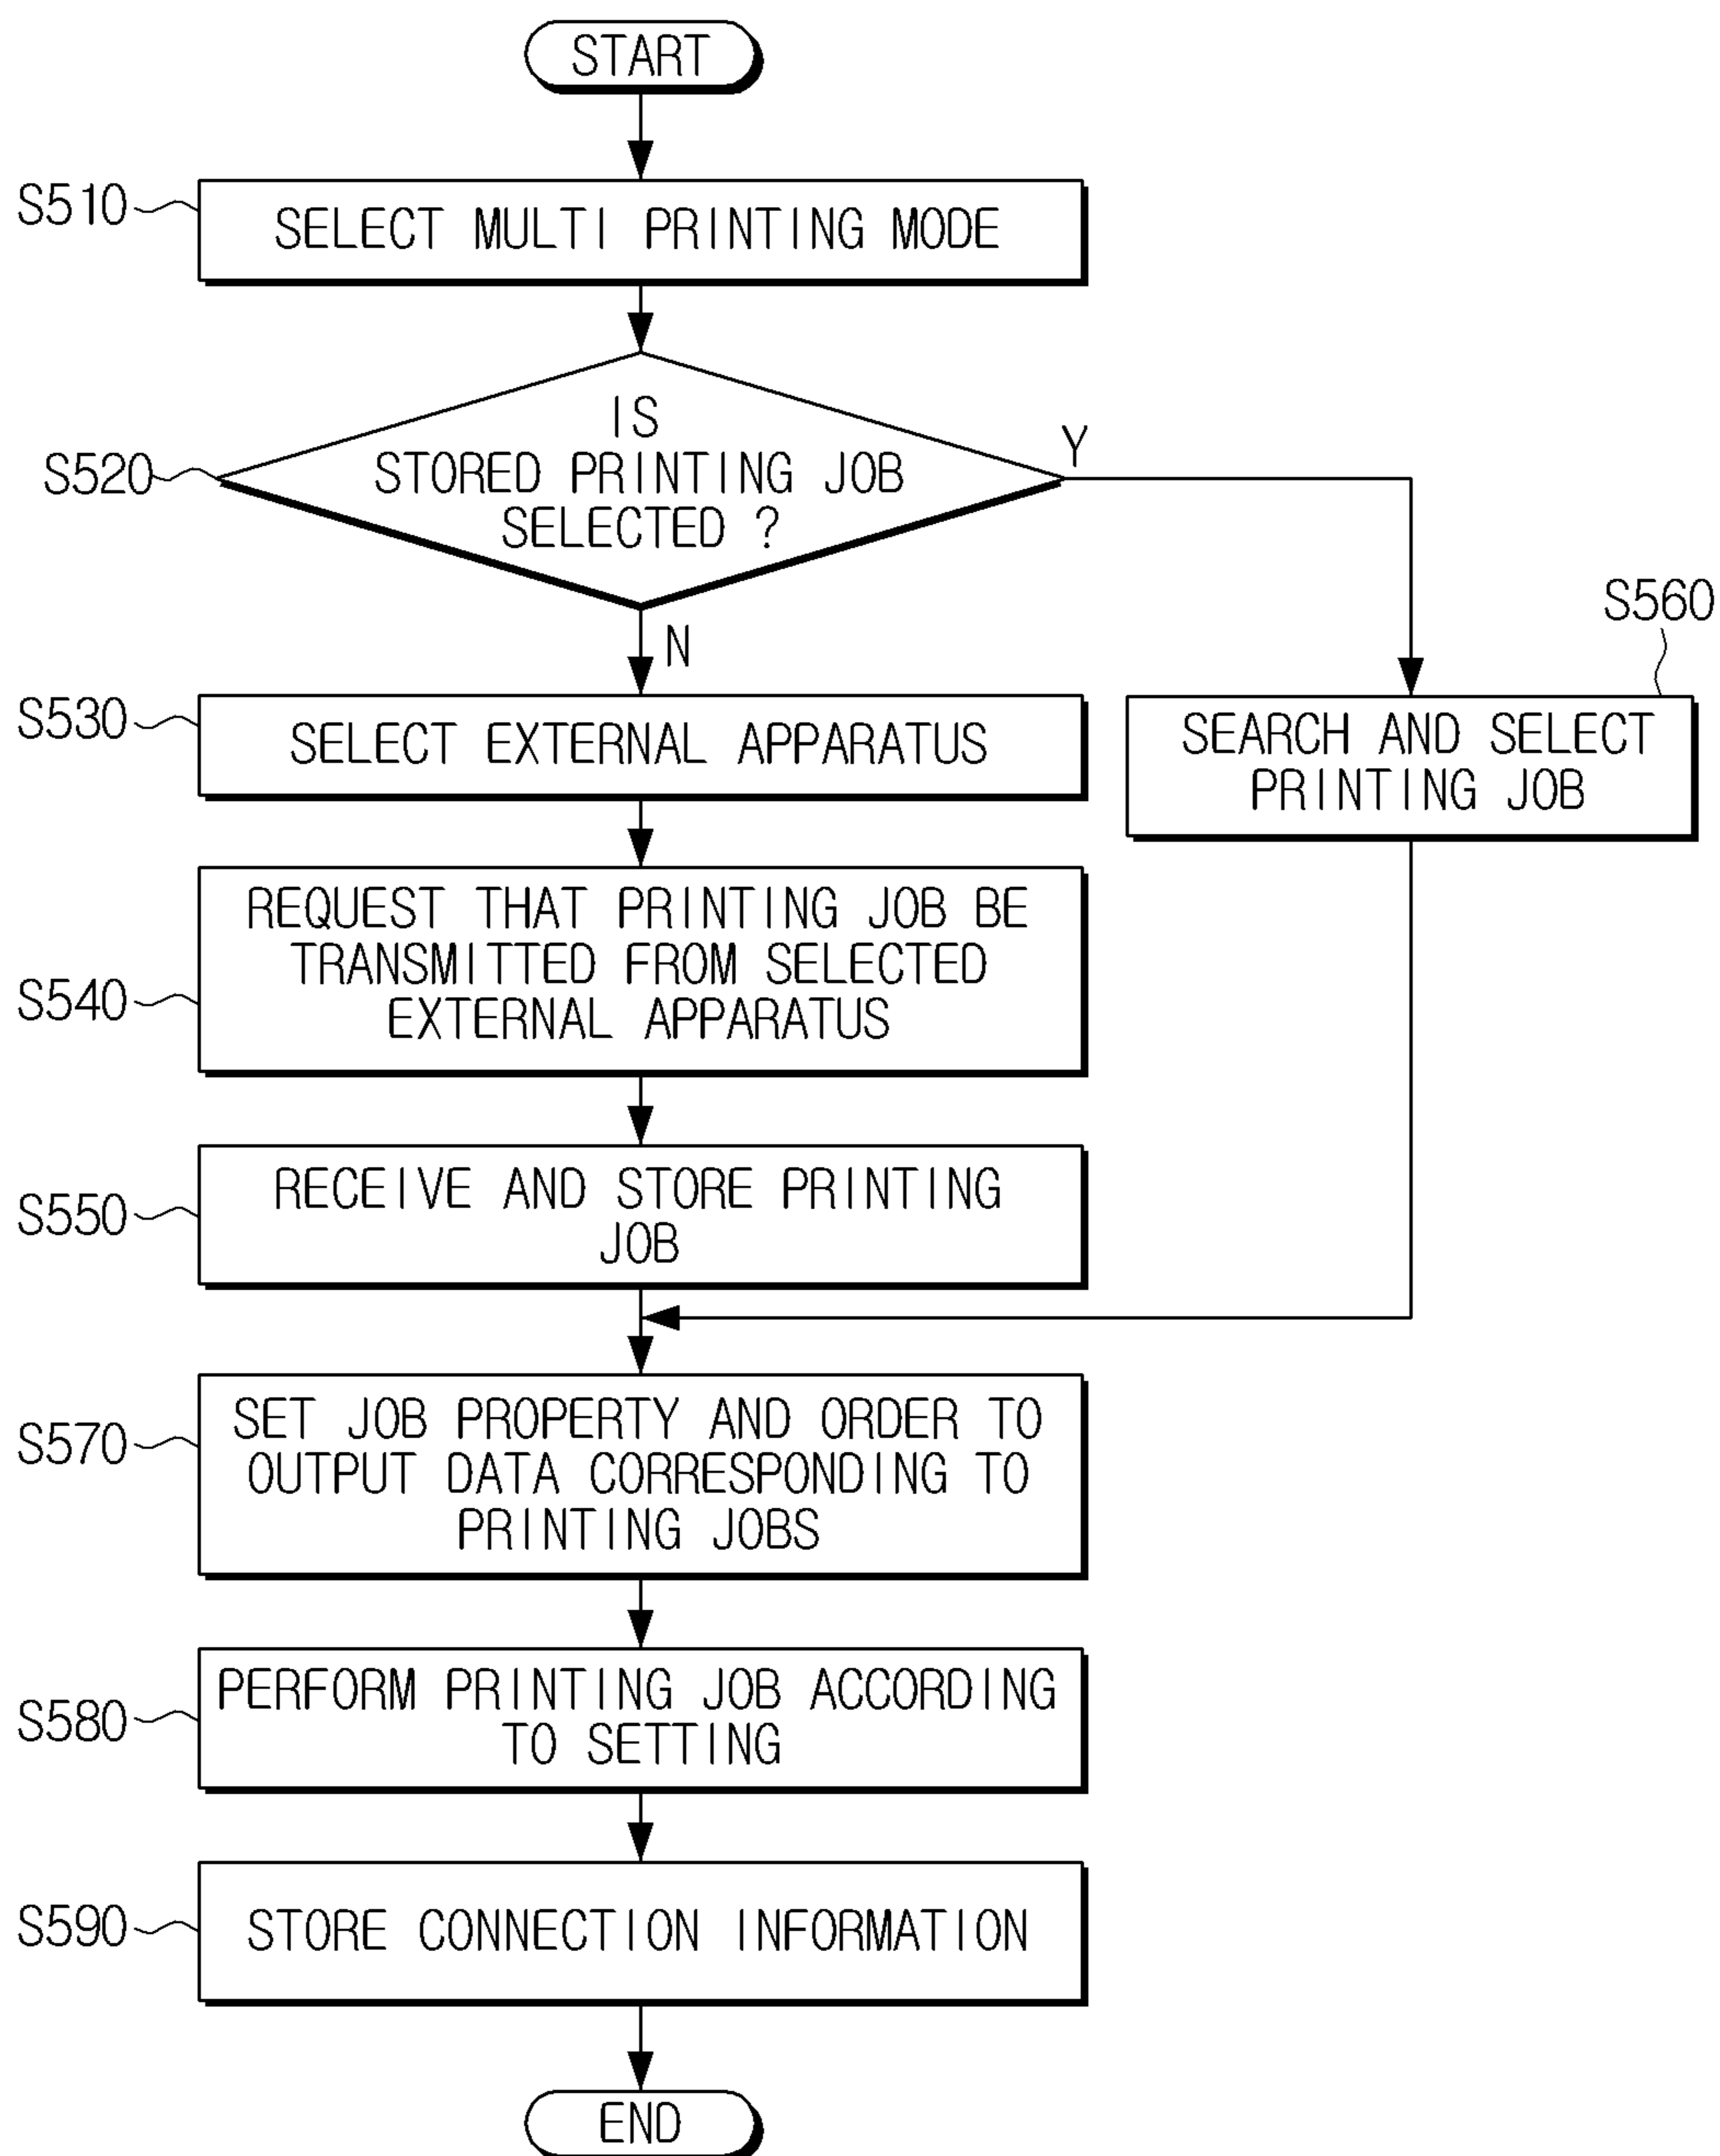 START
S510
SELECT MULTI PRINTING MODE
S520
IS
STORED PRINTING JOB
SELECTED ?
Y
N
S530
SELECT EXTERNAL APPARATUS
S560
SEARCH AND SELECT
PRINTING JOB
S540
REQUEST THAT PRINTING JOB BE
TRANSMITTED FROM SELECTED
EXTERNAL APPARATUS
S550
RECEIVE AND STORE PRINTING
JOB
S570
SET JOB PROPERTY AND ORDER TO
OUTPUT DATA CORRESPONDING TO
PRINTING JOBS
S580
PERFORM PRINTING JOB ACCORDING
TO SETTING
S590
STORE CONNECTION INFORMATION
END